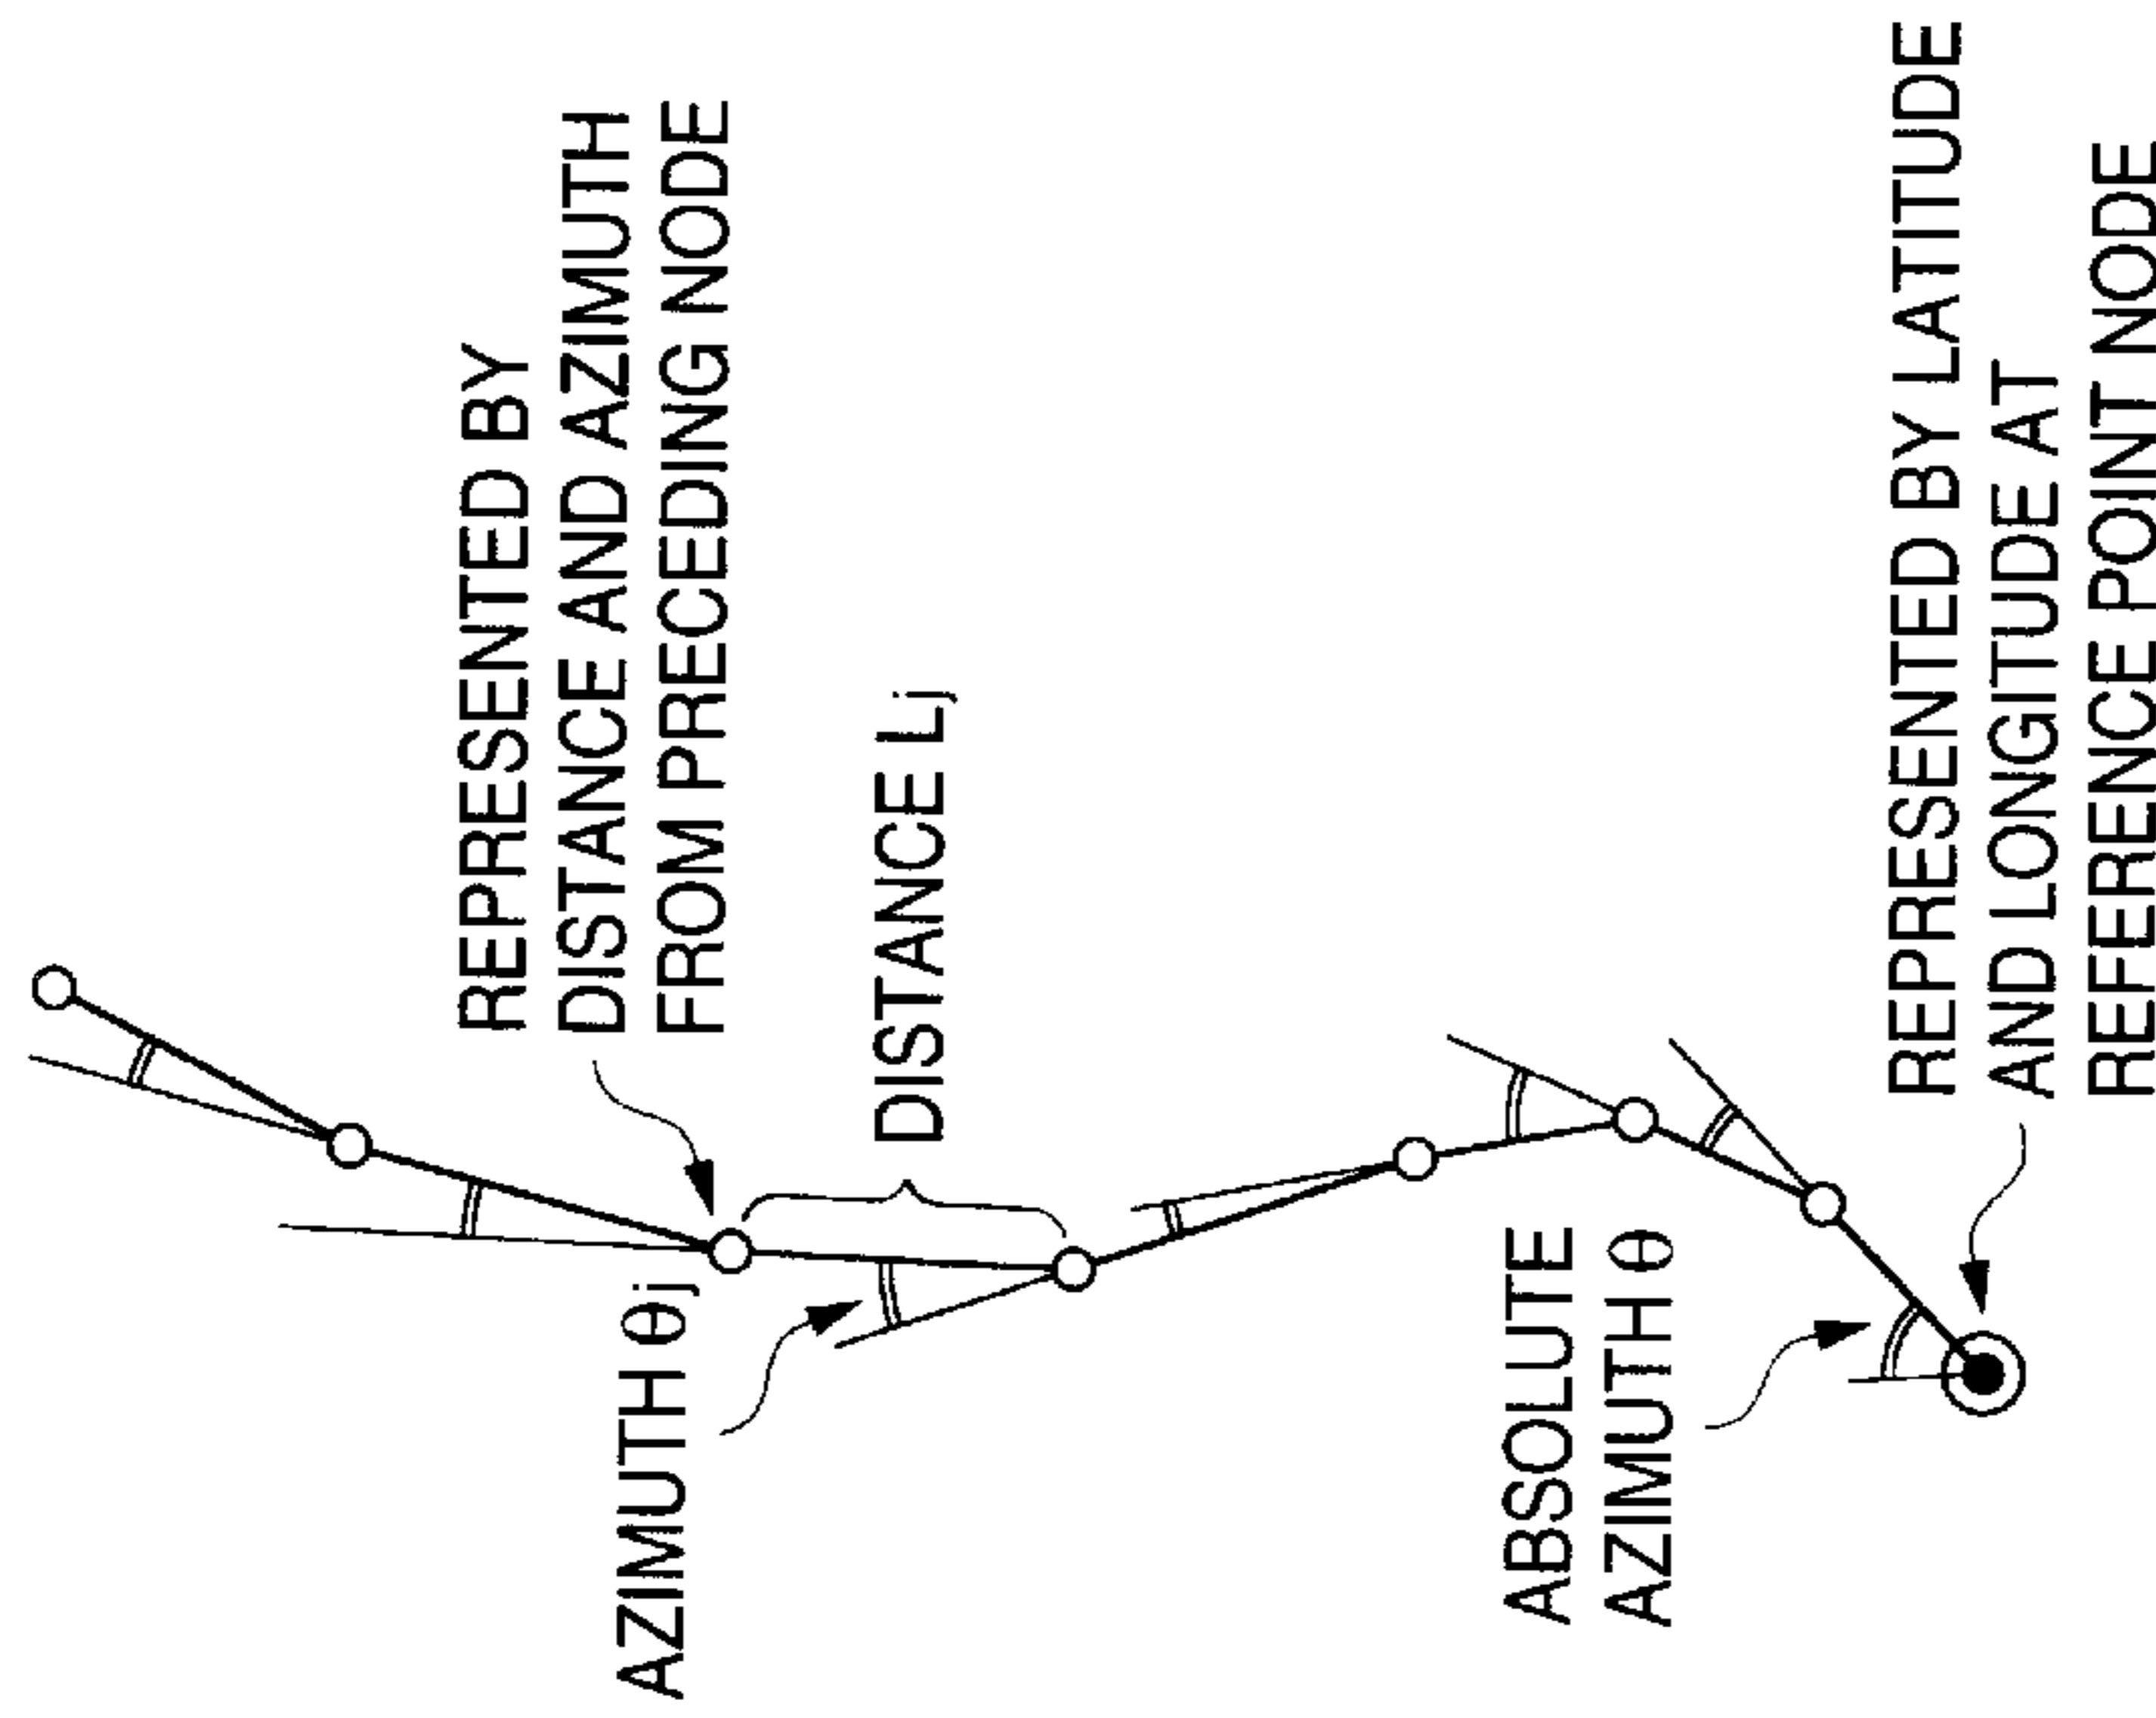 REPRESENTED BY
DISTANCE AND AZIMUTH
FROM PRECEDING NODE
AZIMUTH θj
DISTANCE Lj
ABSOLUTE
AZIMUTH θ
REPRESENTED BY LATITUDE
AND LONGITUDE AT
REFERENCE POINT NODE